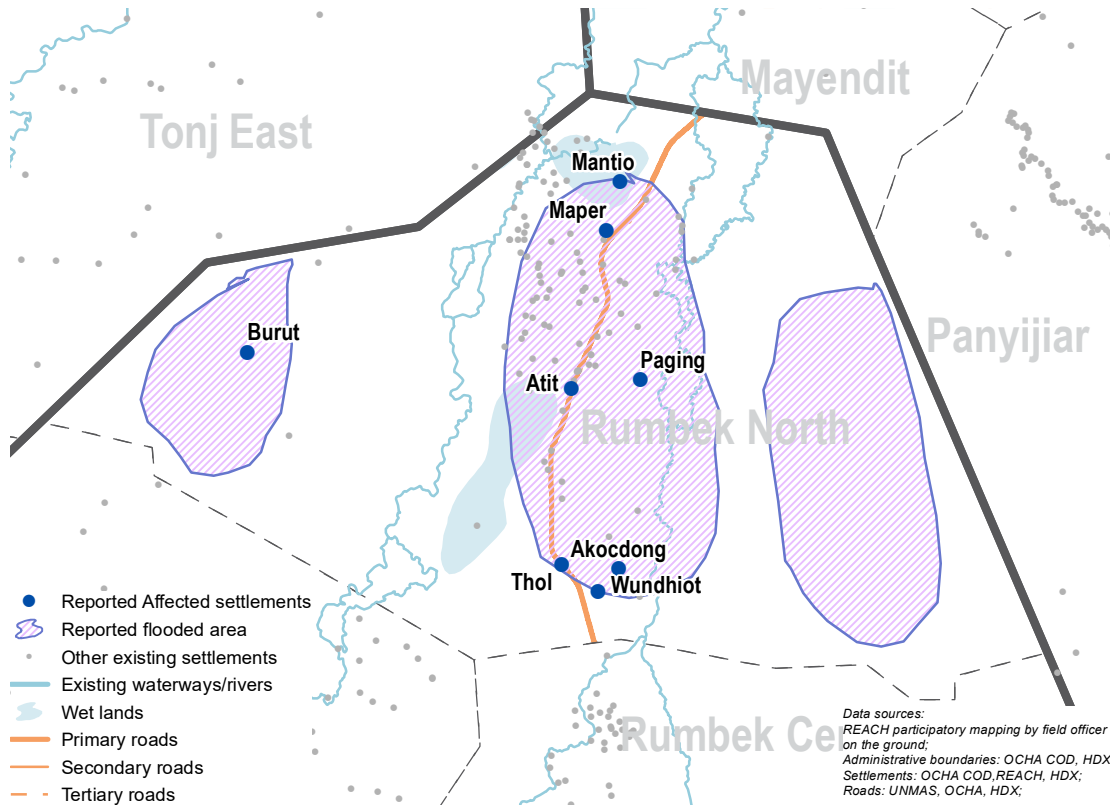 Mayendit
Tonj East
Mantio
Maper
Burut
Panyijiar
Paging
Atit
Rumbek North
Akocdong
Thol
Wundhiot
Reported Affected settlements
Reported flooded area
Other existing settlements
Existing waterways/rivers
Wet lands
Primary roads
Secondary roads
Tertiary roads
Rumbek Cer
Data sources:
REACH participatory mapping by field officer
on the ground;
Administrative boundaries: OCHA COD, HDX
Settlements: OCHA COD,REACH, HDX;
Roads: UNMAS, OCHA, HDX;